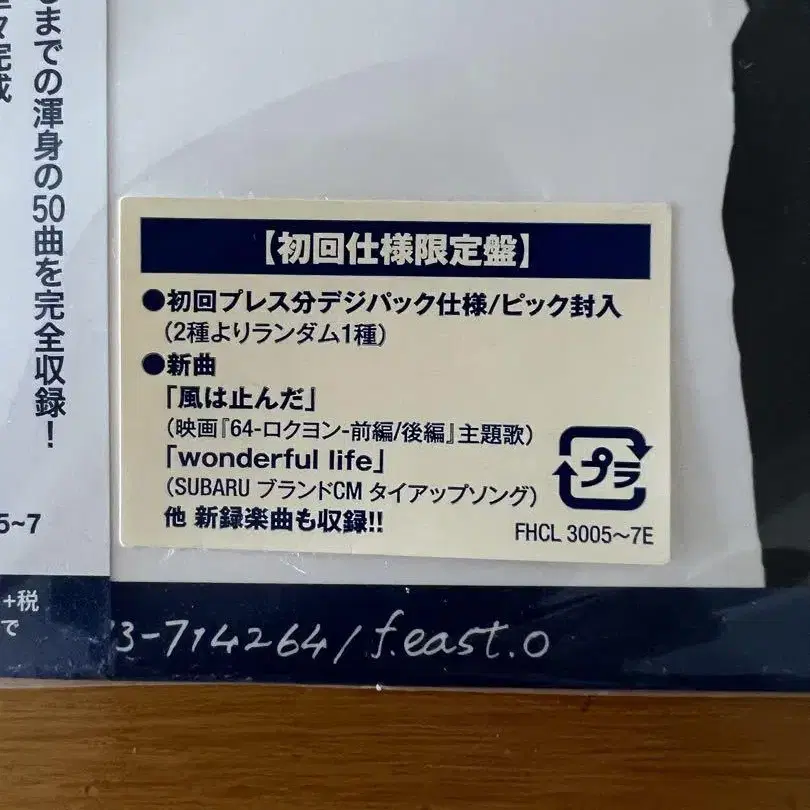 【初回仕様限定盤】
●初回プレス分デジパック仕様/ピック封入
(2種よりランダム1種)
●新曲
「風は止んだ」
(映画『64-ロクヨン-前編/後編』主題歌)
「wonderful life」
(SUBARU ブランドCM タイアップソング)
他 新録楽曲も収録!!
プラ
FHCL 3005〜7E
までの渾身の50曲を完全収録!
完成
5~7
+税
で
3-714264/f.east.o